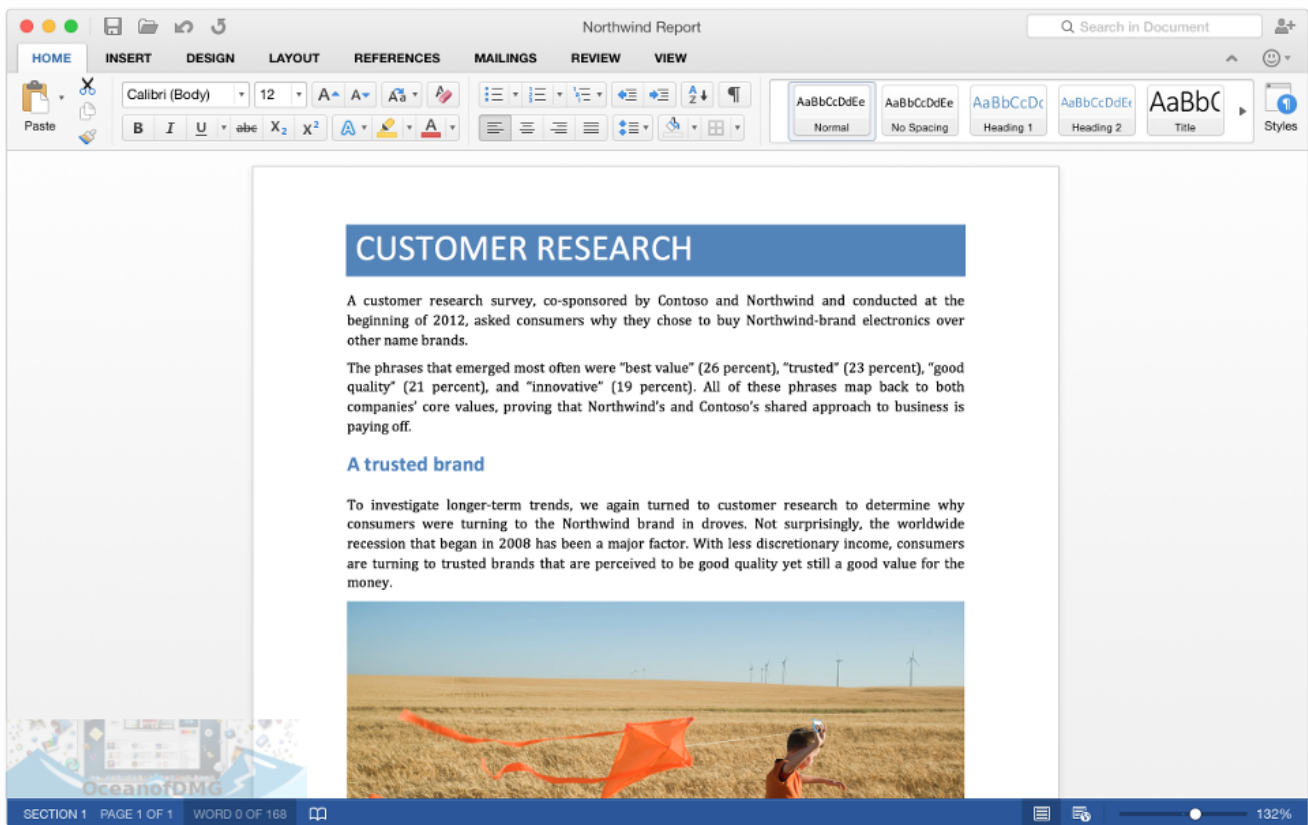 Northwind Report
Search in Document
HOME INSERT DESIGN LAYOUT REFERENCES MAILINGS REVIEW VIEW
Paste
Calibri (Body) 12
B I U abc X₂ X²
AaBbCcDdEe AaBbCcDdEe AaBbCcDc AaBbCcDdEe AaBbC
Normal No Spacing Heading 1 Heading 2 Title Styles
CUSTOMER RESEARCH
A customer research survey, co-sponsored by Contoso and Northwind and conducted at the
beginning of 2012, asked consumers why they chose to buy Northwind-brand electronics over
other name brands.
The phrases that emerged most often were “best value” (26 percent), “trusted” (23 percent), “good
quality” (21 percent), and “innovative” (19 percent). All of these phrases map back to both
companies’ core values, proving that Northwind’s and Contoso’s shared approach to business is
paying off.
A trusted brand
To investigate longer-term trends, we again turned to customer research to determine why
consumers were turning to the Northwind brand in droves. Not surprisingly, the worldwide
recession that began in 2008 has been a major factor. With less discretionary income, consumers
are turning to trusted brands that are perceived to be good quality yet still a good value for the
money.
OceanofDMG
SECTION 1 PAGE 1 OF 1 WORD 0 OF 168 132%